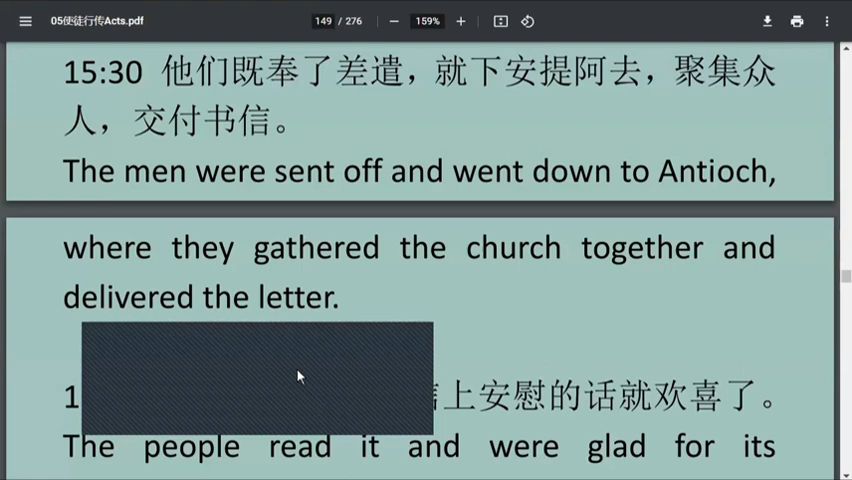 05使徒行传Acts.pdf
149 / 276
159%
15:30 他们既奉了差遣，就下安提阿去，聚集众
人，交付书信。
The men were sent off and went down to Antioch,
where they gathered the church together and
delivered the letter.
1
上安慰的话就欢喜了。
The people read it and were glad for its